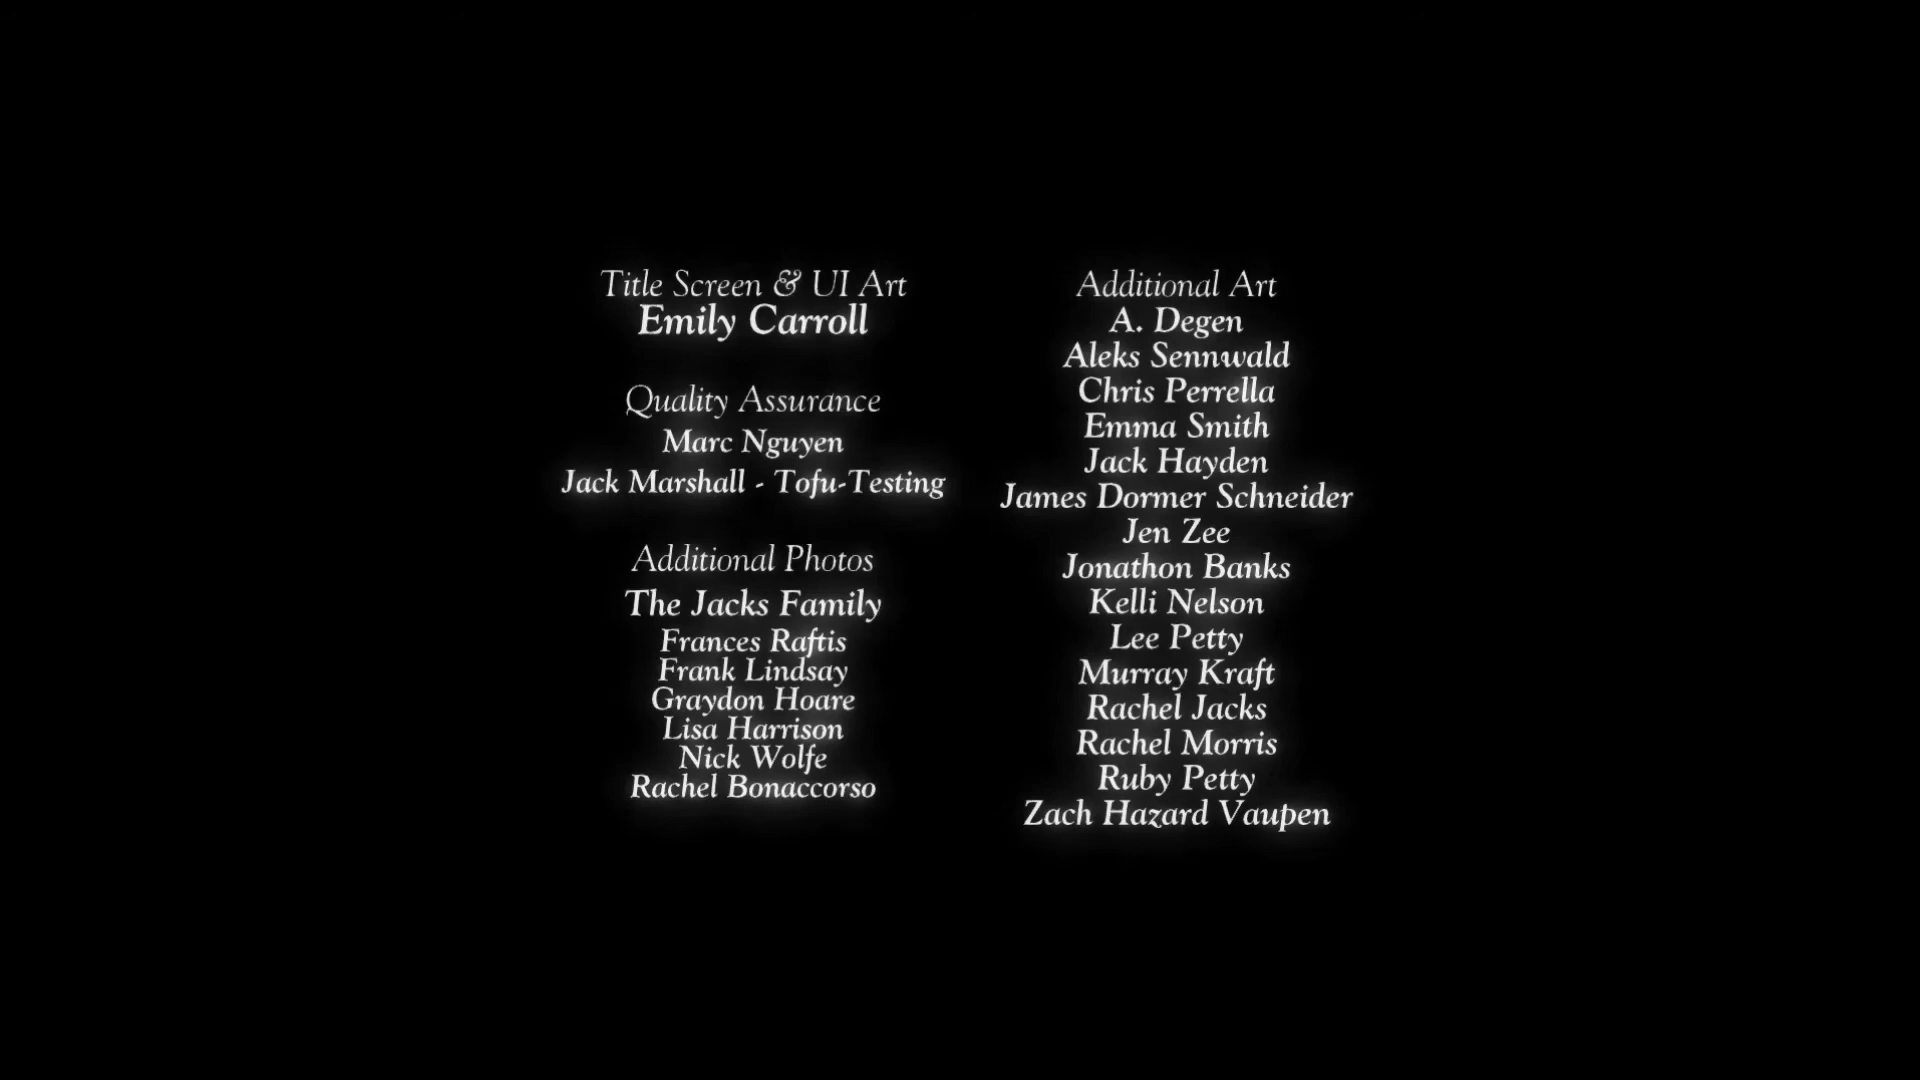 Title Screen & UI Art
Emily Carroll
Quality Assurance
Marc Nguyen
Jack Marshall - Tofu-Testing
Additional Photos
The Jacks Family
Frances Raftis
Frank Lindsay
Graydon Hoare
Lisa Harrison
Nick Wolfe
Rachel Bonaccorso
Additional Art
A. Degen
Aleks Sennwald
Chris Perrella
Emma Smith
Jack Hayden
James Dormer Schneider
Jen Zee
Jonathon Banks
Kelli Nelson
Lee Petty
Murray Kraft
Rachel Jacks
Rachel Morris
Ruby Petty
Zach Hazard Vaupen